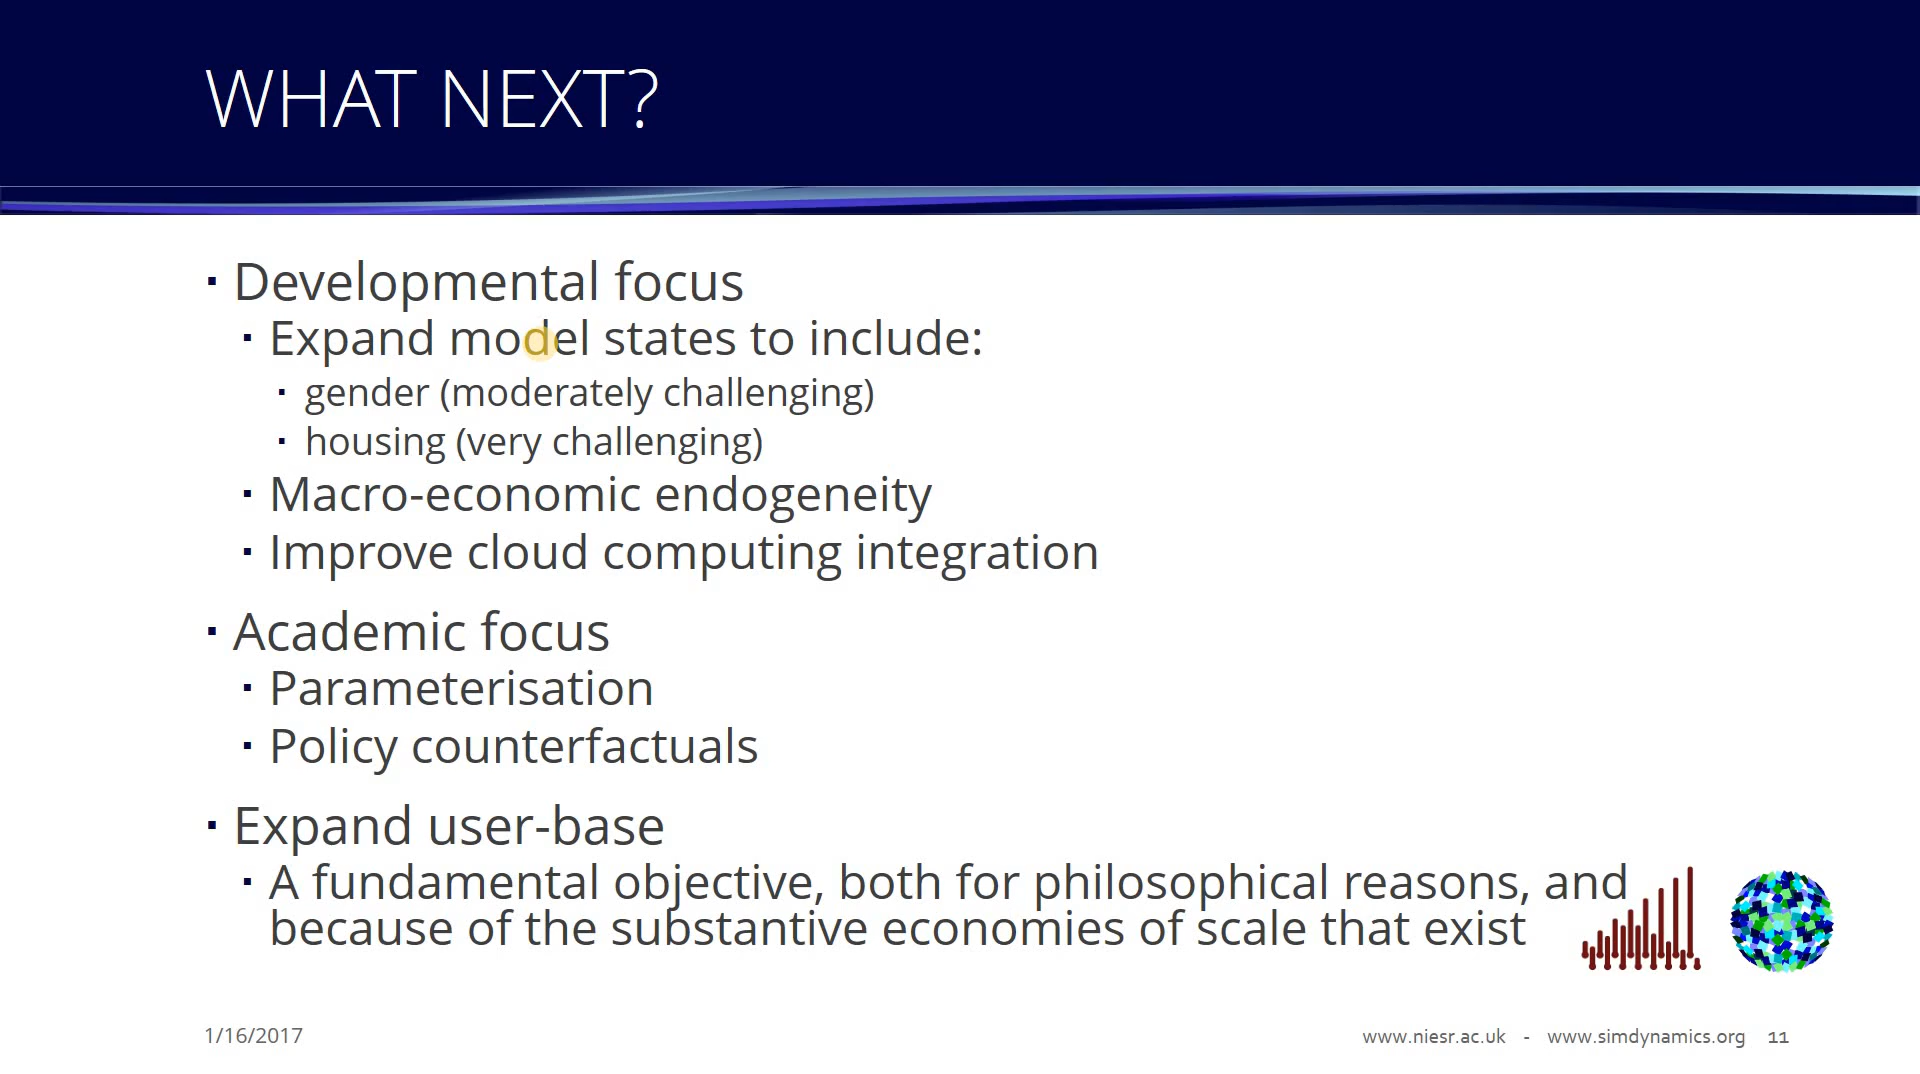 WHAT NEXT?
Developmental focus
Expand model states to include:
gender (moderately challenging)
housing (very challenging)
Macro-economic endogeneity
Improve cloud computing integration
Academic focus
Parameterisation
Policy counterfactuals
Expand user-base
A fundamental objective, both for philosophical reasons, and
because of the substantive economies of scale that exist
1/16/2017
www.niesr.ac.uk - www.simdynamics.org 11